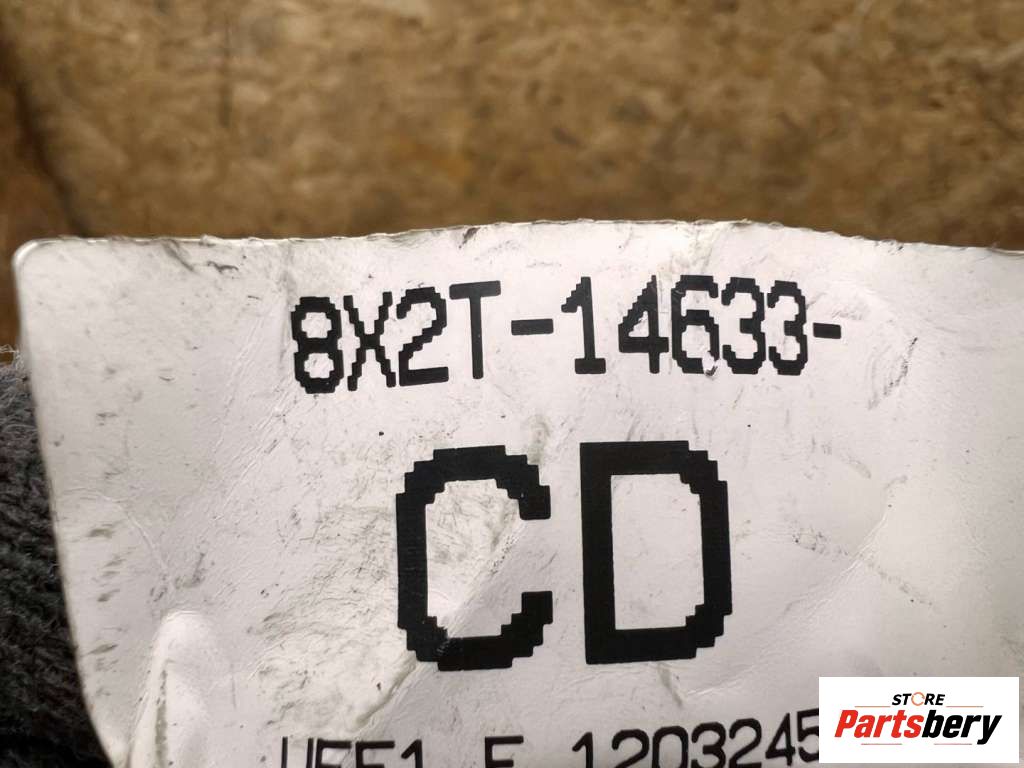 8X2T-14633-
CD
STORE
Partsbery